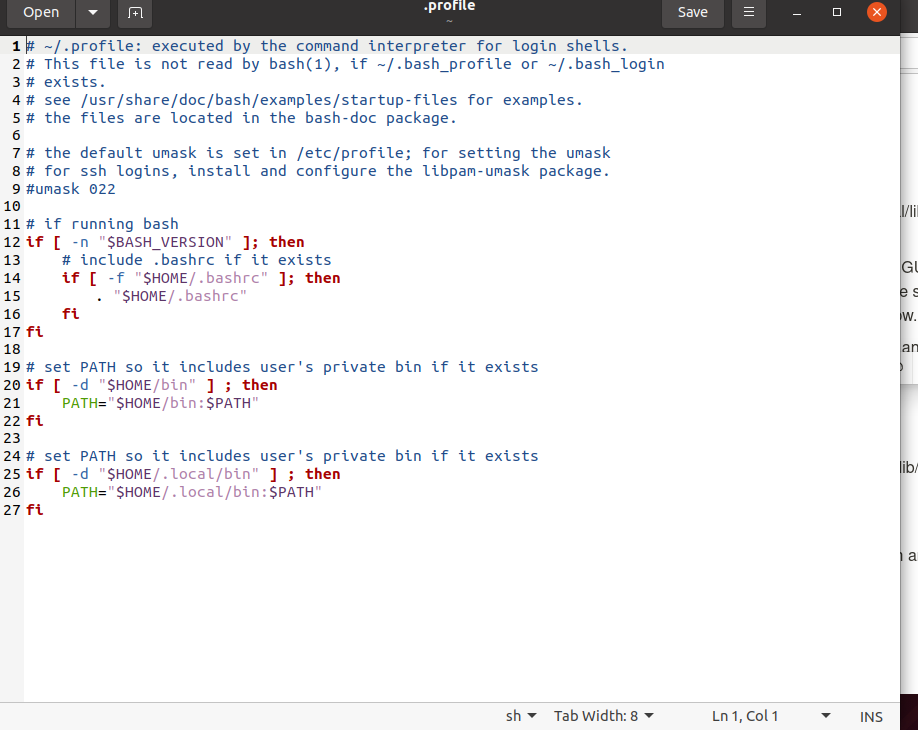 Open
.profile
~
Save
1 # ~/.profile: executed by the command interpreter for login shells.
2 # This file is not read by bash(1), if ~/.bash_profile or ~/.bash_login
3 # exists.
4 # see /usr/share/doc/bash/examples/startup-files for examples.
5 # the files are located in the bash-doc package.
6
7 # the default umask is set in /etc/profile; for setting the umask
8 # for ssh logins, install and configure the libpam-umask package.
9 #umask 022
10
11 # if running bash
12 if [ -n "$BASH_VERSION" ]; then
13     # include .bashrc if it exists
14     if [ -f "$HOME/.bashrc" ]; then
15         . "$HOME/.bashrc"
16     fi
17 fi
18
19 # set PATH so it includes user's private bin if it exists
20 if [ -d "$HOME/bin" ] ; then
21     PATH="$HOME/bin:$PATH"
22 fi
23
24 # set PATH so it includes user's private bin if it exists
25 if [ -d "$HOME/.local/bin" ] ; then
26     PATH="$HOME/.local/bin:$PATH"
27 fi
sh
Tab Width: 8
Ln 1, Col 1
INS